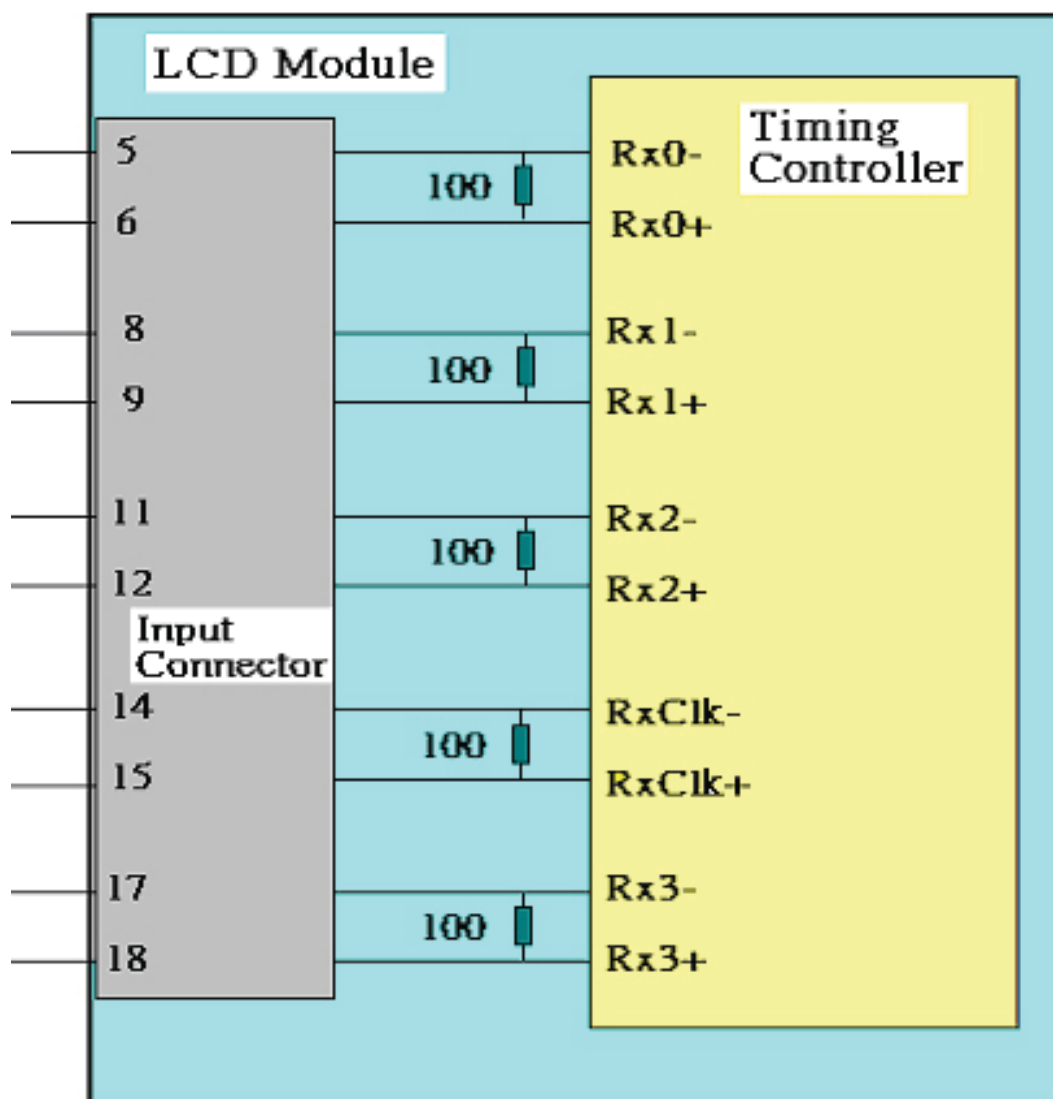 LCD Module
Timing
Controller
5
100
Rx0-
6
Rx0+
8
100
Rx1-
9
Rx1+
11
100
Rx2-
12
Rx2+
Input
Connector
14
100
RxClk-
15
RxClk+
17
100
Rx3-
18
Rx3+